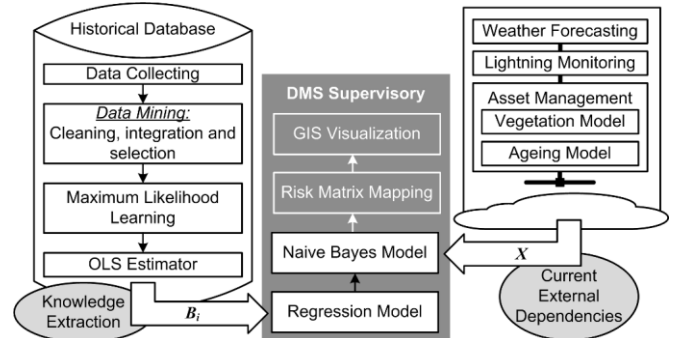 Historical Database
Data Collecting
Data Mining:
Cleaning, integration and
selection
Maximum Likelihood
Learning
OLS Estimator
Knowledge
Extraction
Bi
DMS Supervisory
GIS Visualization
Risk Matrix Mapping
Naive Bayes Model
Regression Model
Weather Forecasting
Lightning Monitoring
Asset Management
Vegetation Model
Ageing Model
X
Current
External
Dependencies